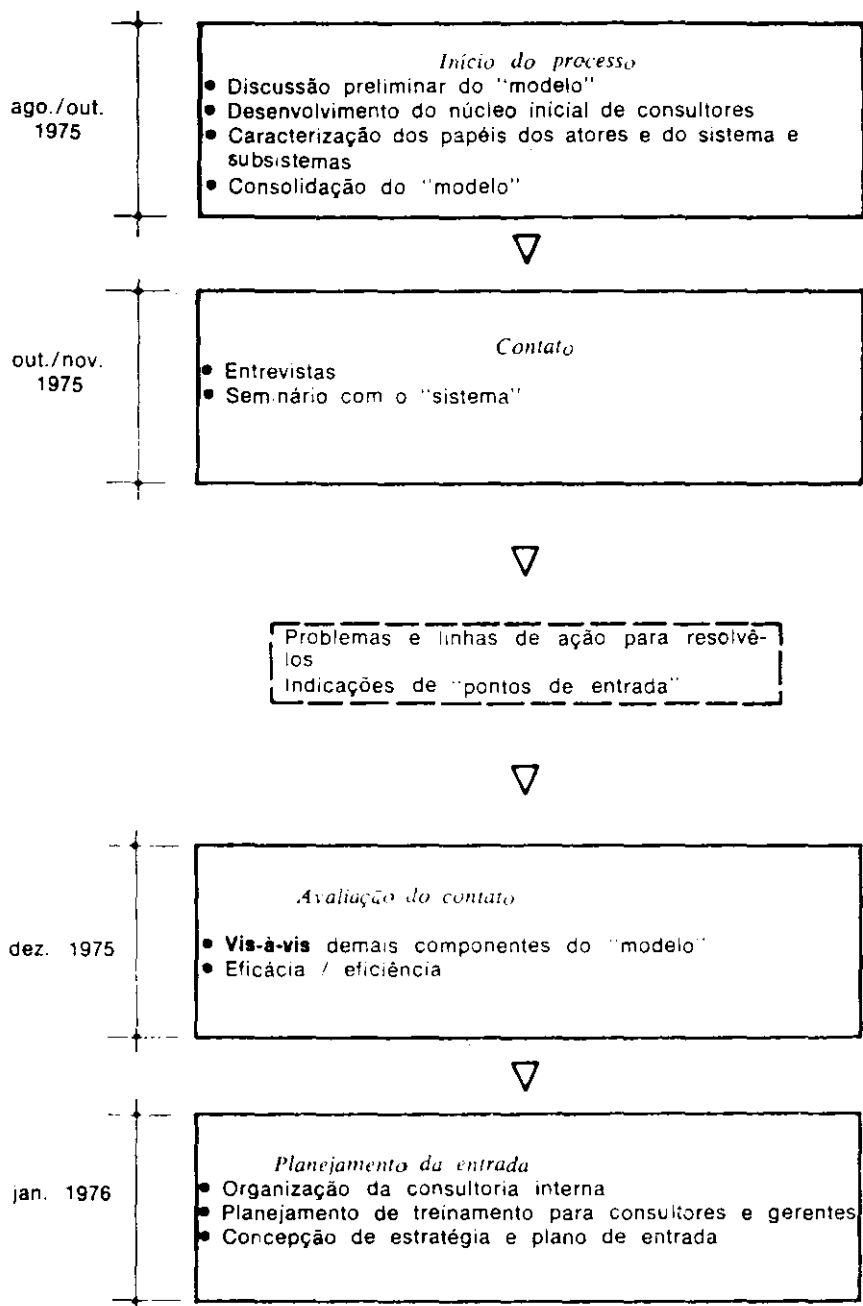 Início do processo
ago./out.
1975
• Discussão preliminar do "modelo"
• Desenvolvimento do núcleo inicial de consultores
• Caracterização dos papéis dos atores e do sistema e
subsistemas
• Consolidação do "modelo"
out./nov.
1975
Contato
• Entrevistas
• Seminário com o "sistema"
Problemas e linhas de ação para resolvê-
los
Indicações de "pontos de entrada"
dez. 1975
Avaliação do contato
• Vis-à-vis demais componentes do "modelo"
• Eficácia / eficiência
jan. 1976
Planejamento da entrada
• Organização da consultoria interna
• Planejamento de treinamento para consultores e gerentes
• Concepção de estratégia e plano de entrada